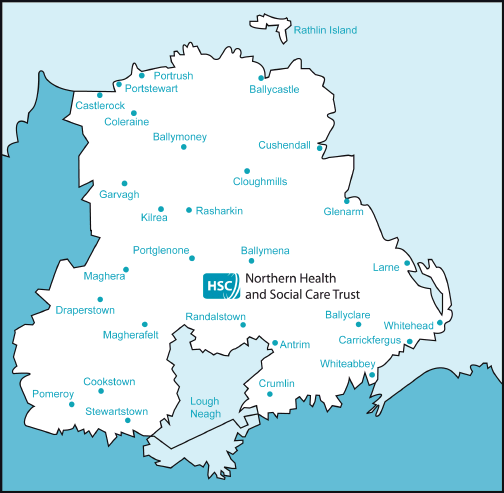 Rathlin Island
Portrush
Portstewart
Ballycastle
Castlerock
Coleraine
Ballymoney
Cushendall
Cloughmills
Garvagh
Kilrea
Rasharkin
Glenarm
Portglenone
Ballymena
Maghera
Larne
HSC
Northern Health
and Social Care Trust
Draperstown
Randalstown
Ballyclare
Whitehead
Magherafelt
Antrim
Carrickfergus
Whiteabbey
Cookstown
Crumlin
Pomeroy
Lough
Neagh
Stewartstown